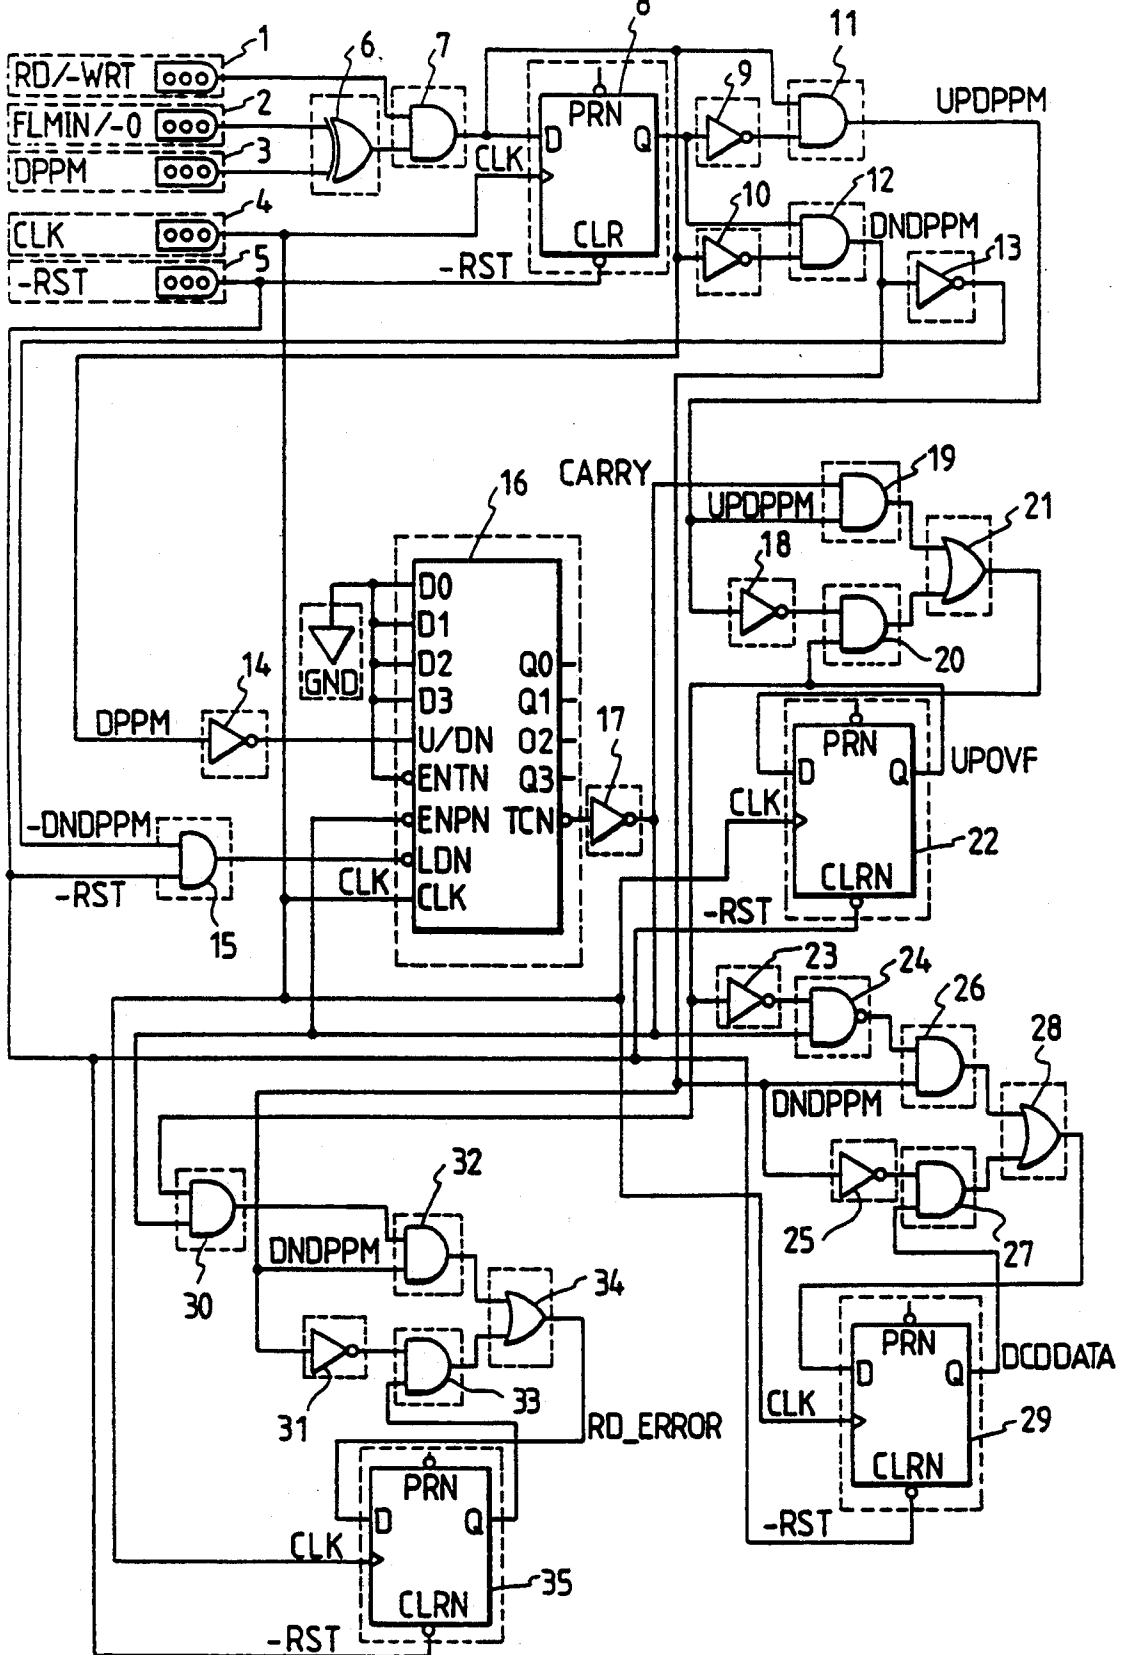 8
1
RD/-WRT
6
7
11
2
FLMIN/-0
PRN
9
UPDPPM
3
DPPM
D
Q
CLK
4
CLK
10
12
CLR
DNDPPM
5
-RST
-RST
13
CARRY
19
16
UPDPPM
21
18
D0
D1
D2
Q0
20
14
GND
D3
Q1
DPPM
U/DN
O2
PRN
ENTN
Q3
17
D
Q
UPOVF
-DNDPPM
ENPN
TCN
CLK
LDN
22
-RST
CLK
CLK
CLRN
15
-RST
23
24
26
28
DNDPPM
32
25
27
DNDPPM
30
34
PRN
D
Q
DCDDATA
31
33
CLK
29
RD_ERROR
CLRN
PRN
D
Q
-RST
CLK
35
CLRN
-RST